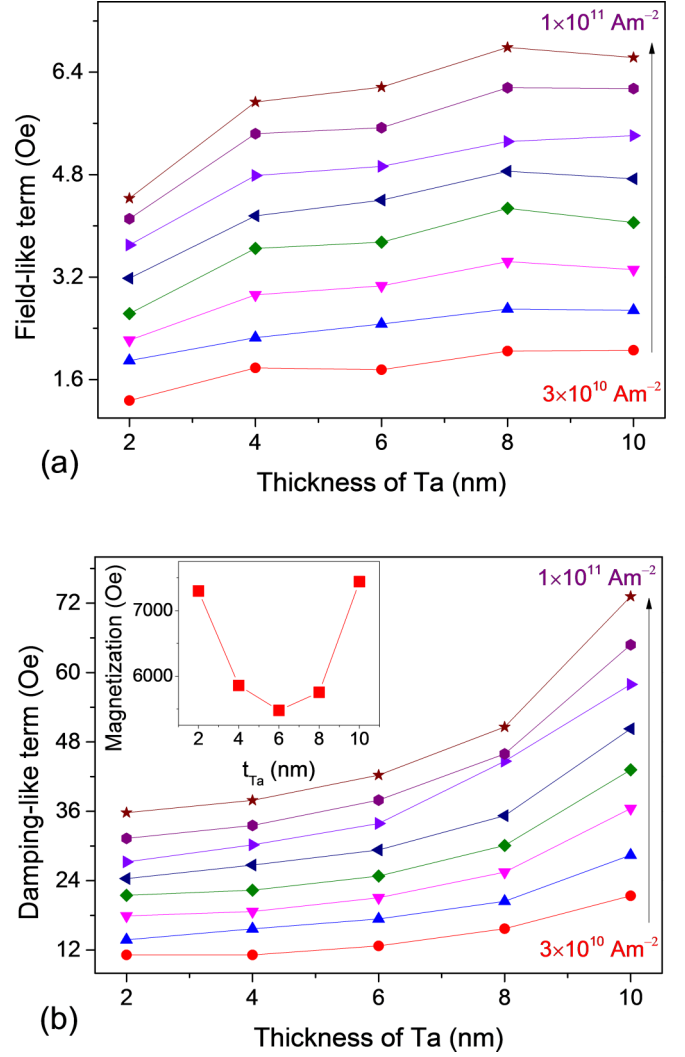 1×10¹¹ Am⁻²
6.4
4.8
3.2
1.6
Field-like term (Oe)
3×10¹⁰ Am⁻²
2 4 6 8 10
(a)
Thickness of Ta (nm)
1×10¹¹ Am⁻²
72
60
48
36
24
12
Damping-like term (Oe)
7000
6000
Magnetization (Oe)
2 4 6 8 10
t_Ta (nm)
3×10¹⁰ Am⁻²
2 4 6 8 10
(b)
Thickness of Ta (nm)